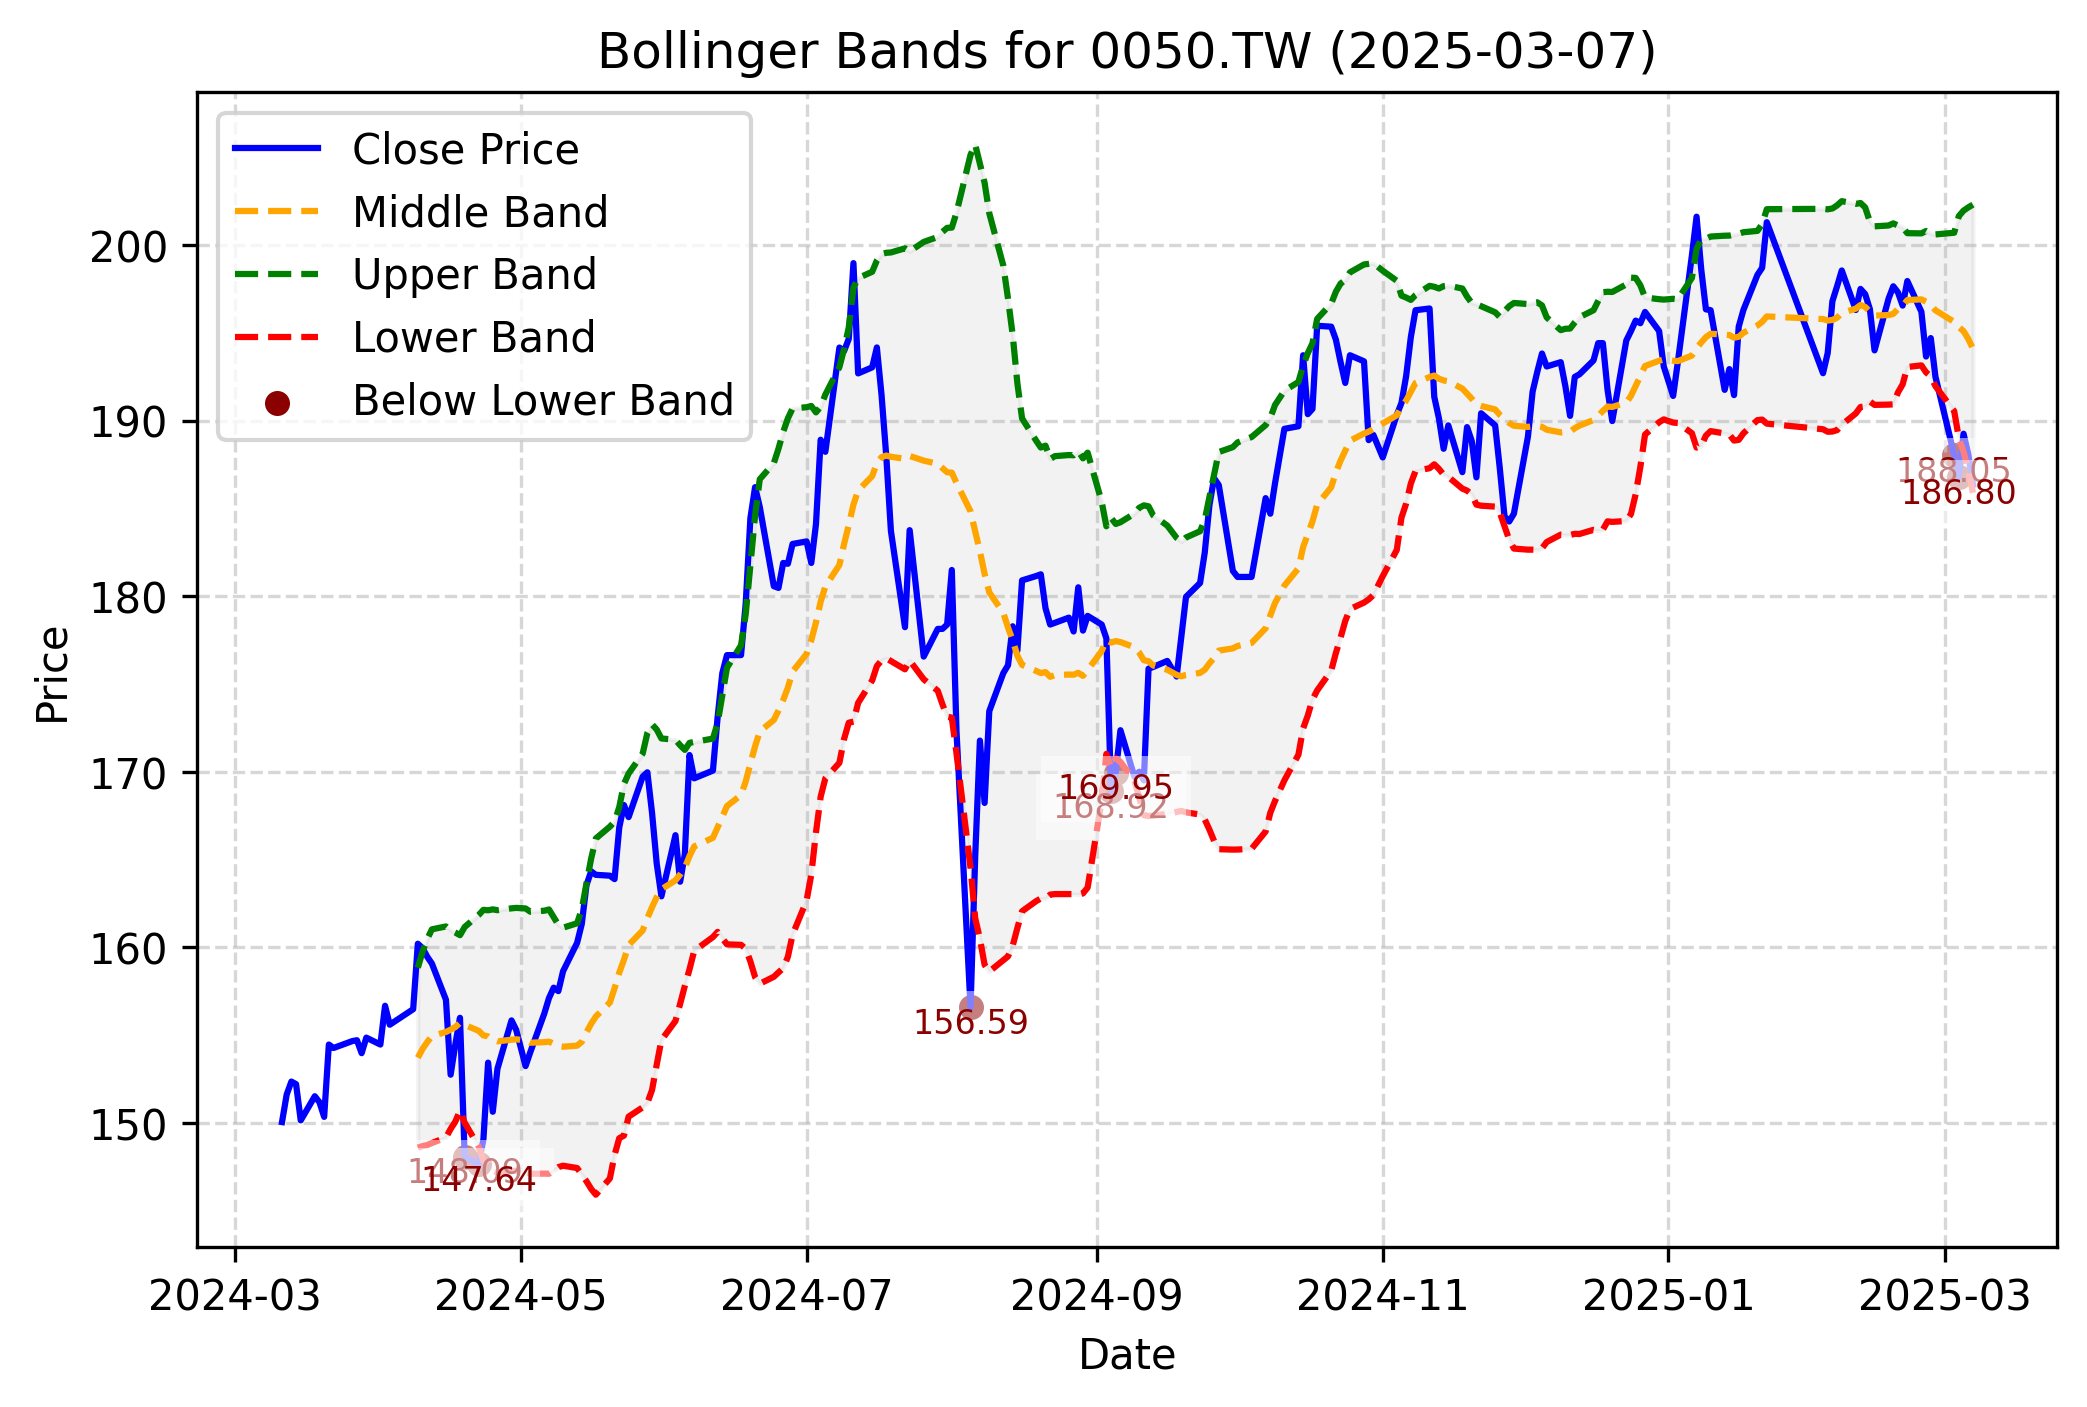 Bollinger Bands for 0050.TW (2025-03-07)
Close Price
Middle Band
Upper Band
Lower Band
Below Lower Band
Price
200
190
180
170
160
150
148.09
147.64
156.59
169.95
168.92
188.05
186.80
2024-03
2024-05
2024-07
2024-09
2024-11
2025-01
2025-03
Date